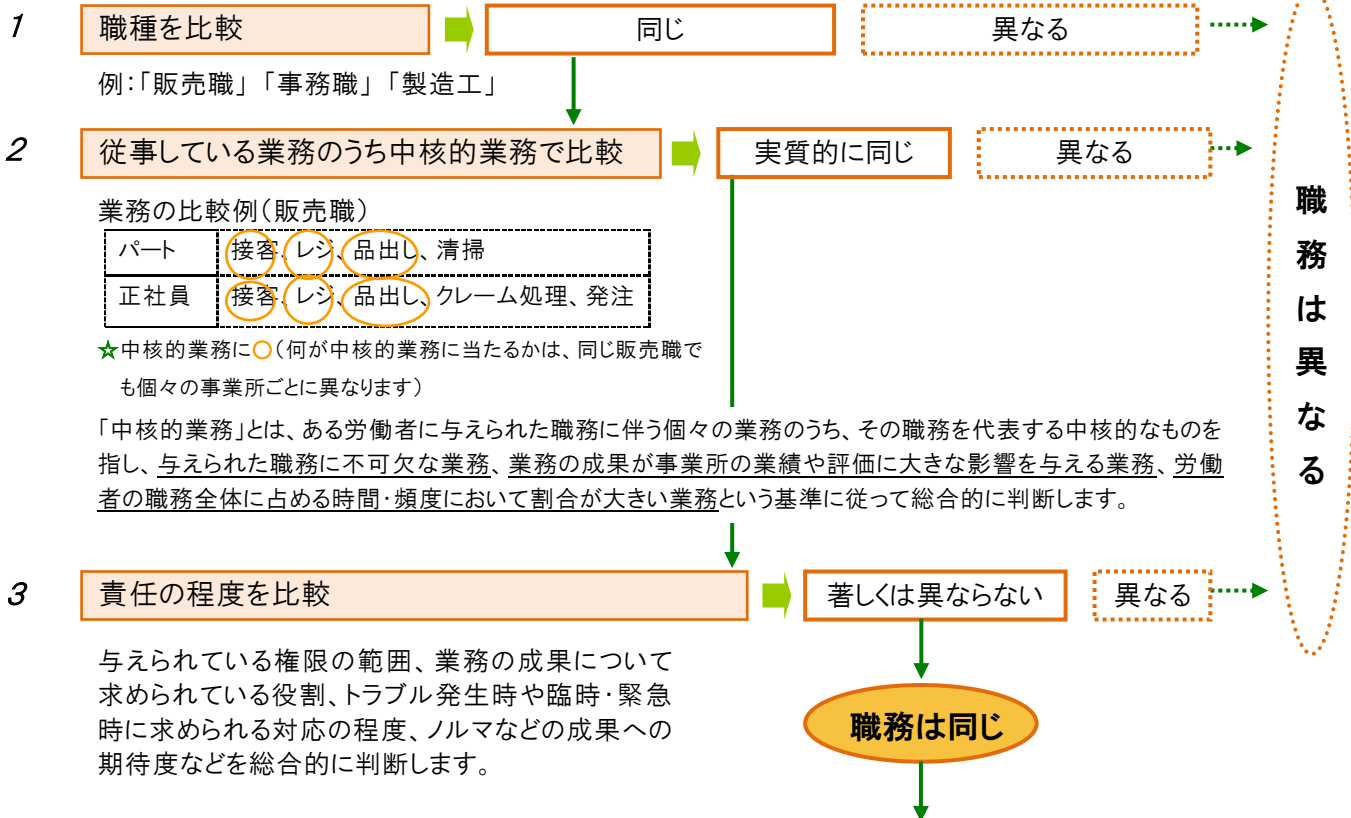 1 職種を比較 同じ 異なる
例：「販売職」「事務職」「製造工」
2 従事している業務のうち中核的業務で比較 実質的に同じ 異なる
業務の比較例（販売職）
パート 接客、レジ、品出し、清掃
正社員 接客、レジ、品出し、クレーム処理、発注
☆中核的業務に○（何が中核的業務に当たるかは、同じ販売職で
も個々の事業所ごとに異なります）
「中核的業務」とは、ある労働者に与えられた職務に伴う個々の業務のうち、その職務を代表する中核的なものを
指し、与えられた職務に不可欠な業務、業務の成果が事業所の業績や評価に大きな影響を与える業務、労働
者の職務全体に占める時間・頻度において割合が大きい業務という基準に従って総合的に判断します。
3 責任の程度を比較 著しくは異ならない 異なる
与えられている権限の範囲、業務の成果について
求められている役割、トラブル発生時や臨時・緊急
時に求められる対応の程度、ノルマなどの成果への
期待度などを総合的に判断します。
職務は同じ
職務は異なる